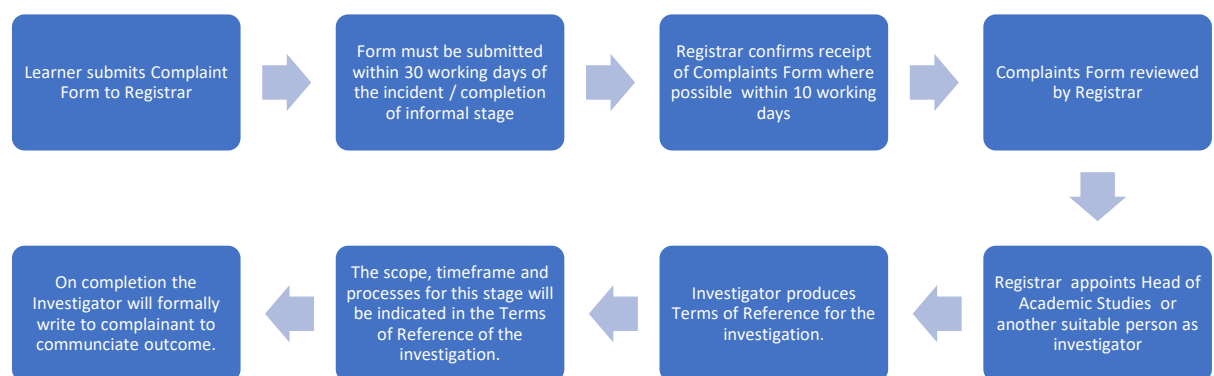 Learner submits Complaint
Form to Registrar
Form must be submitted
within 30 working days of
the incident / completion
of informal stage
Registrar confirms receipt
of Complaints Form where
possible within 10 working
days
Complaints Form reviewed
by Registrar
Registrar appoints Head of
Academic Studies or
another suitable person as
investigator
Investigator produces
Terms of Reference for the
investigation.
The scope, timeframe and
processes for this stage will
be indicated in the Terms
of Reference of the
investigation.
On completion the
Investigator will formally
write to complainant to
communciate outcome.